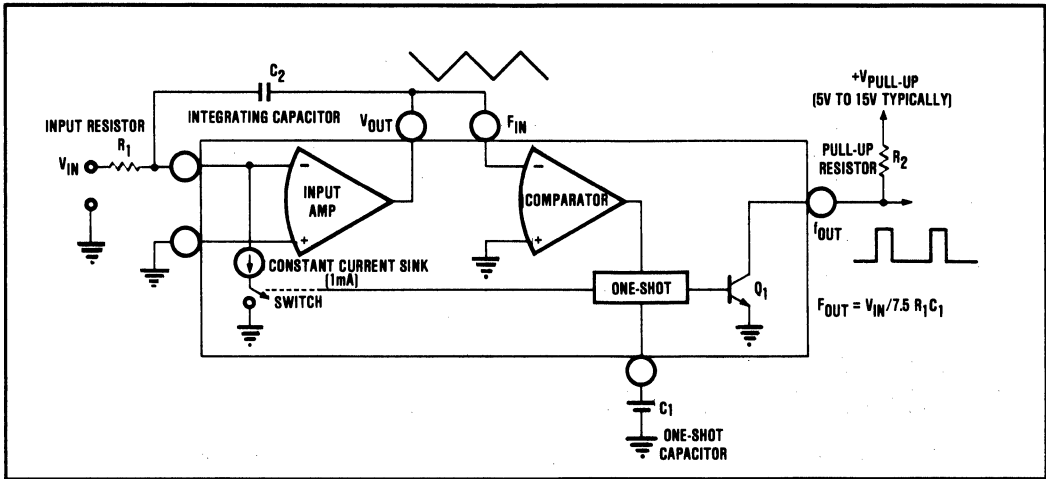 C2
INTEGRATING CAPACITOR
INPUT RESISTOR
R1
VIN
VOUT
FIN
+VPULL-UP
(5V TO 15V TYPICALLY)
PULL-UP
RESISTOR
R2
−
INPUT
AMP
+
−
COMPARATOR
+
fOUT
CONSTANT CURRENT SINK
(1mA)
SWITCH
ONE-SHOT
Q1
FOUT = VIN/7.5 R1C1
C1
ONE-SHOT
CAPACITOR